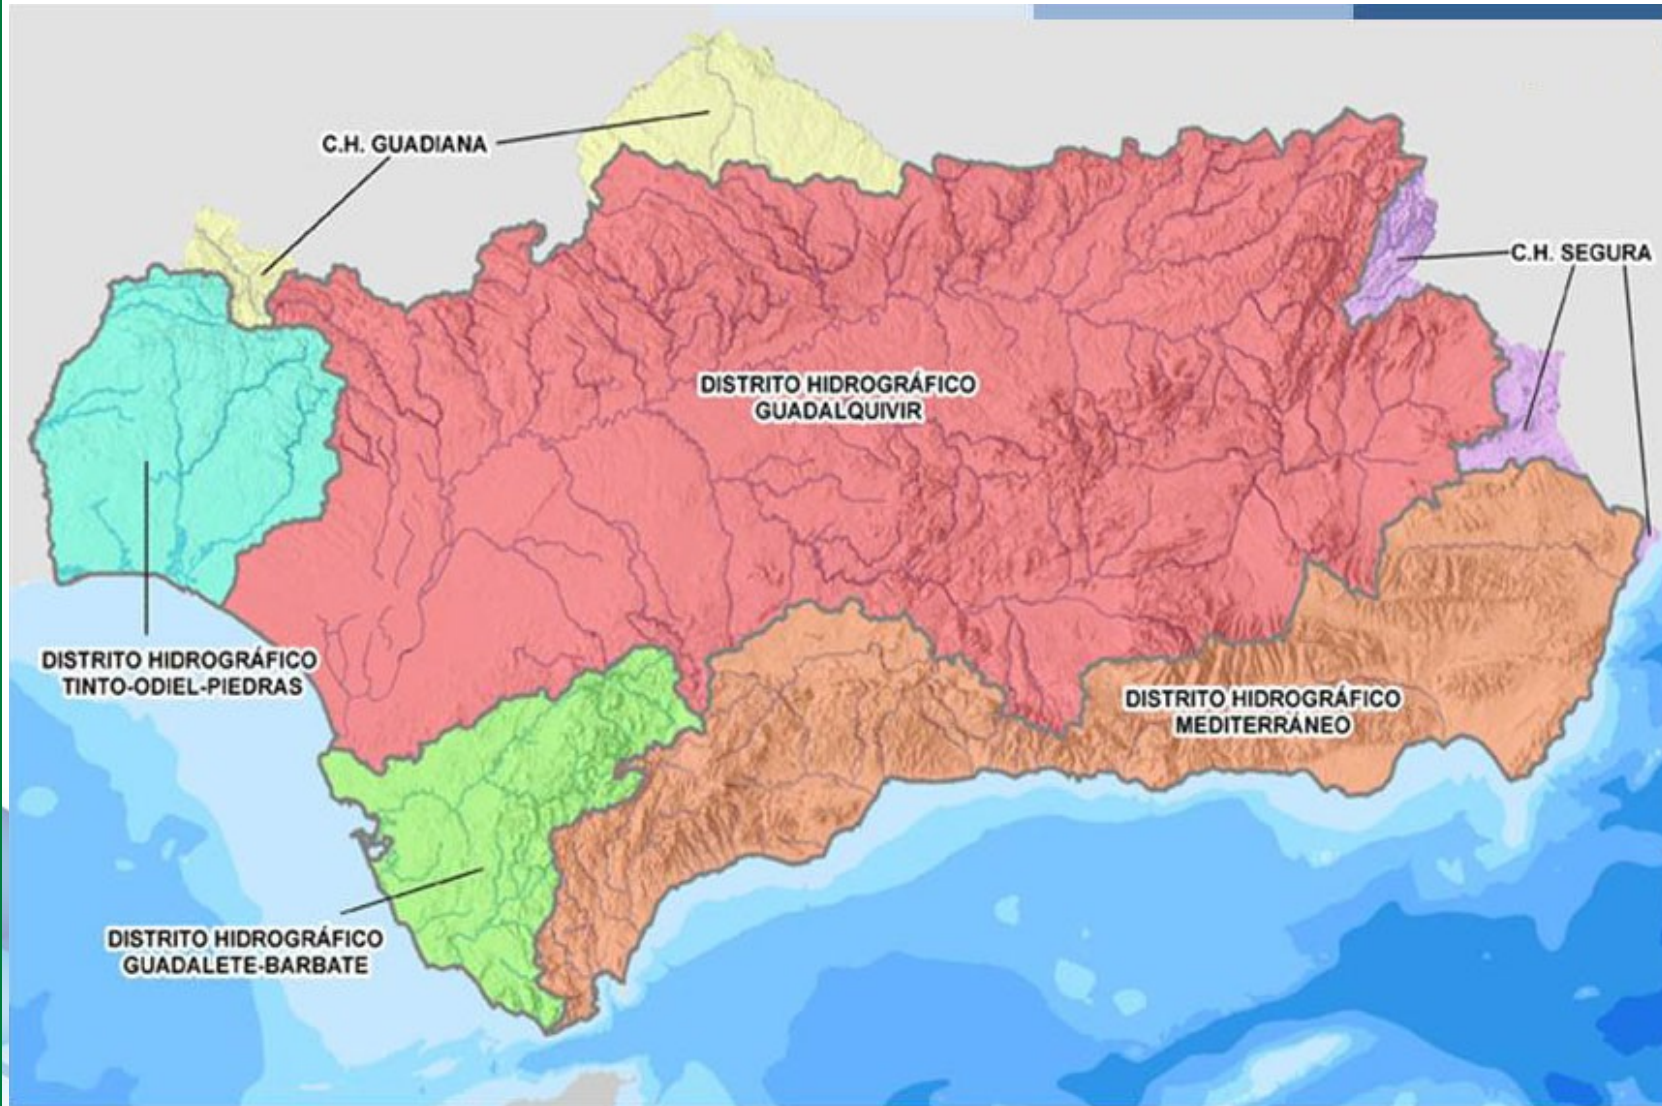 C.H. GUADIANA
C.H. SEGURA
DISTRITO HIDROGRÁFICO
GUADALQUIVIR
DISTRITO HIDROGRÁFICO
TINTO-ODIEL-PIEDRAS
DISTRITO HIDROGRÁFICO
MEDITERRÁNEO
DISTRITO HIDROGRÁFICO
GUADALETE-BARBATE